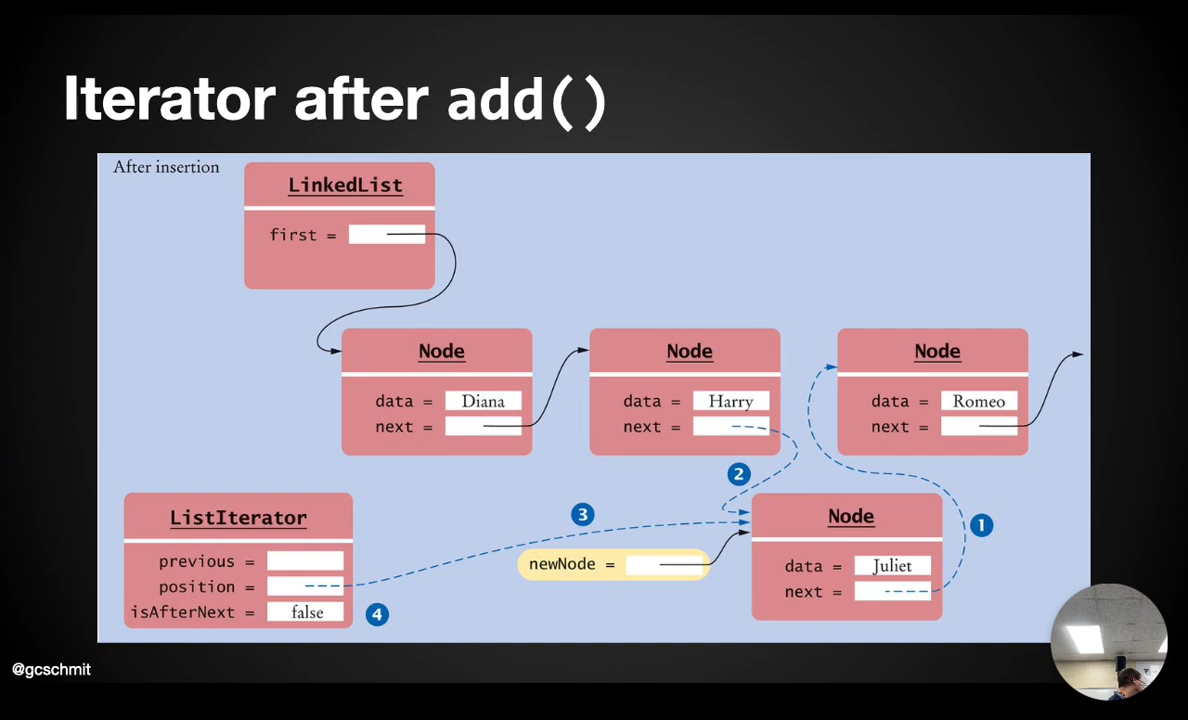 Iterator after add()
After insertion
LinkedList
first =
Node
data = Diana
next =
Node
data = Harry
next =
Node
data = Romeo
next =
2
1
3
ListIterator
previous =
position =
isAfterNext = false
4
newNode =
Node
data = Juliet
next =
@gcschmit